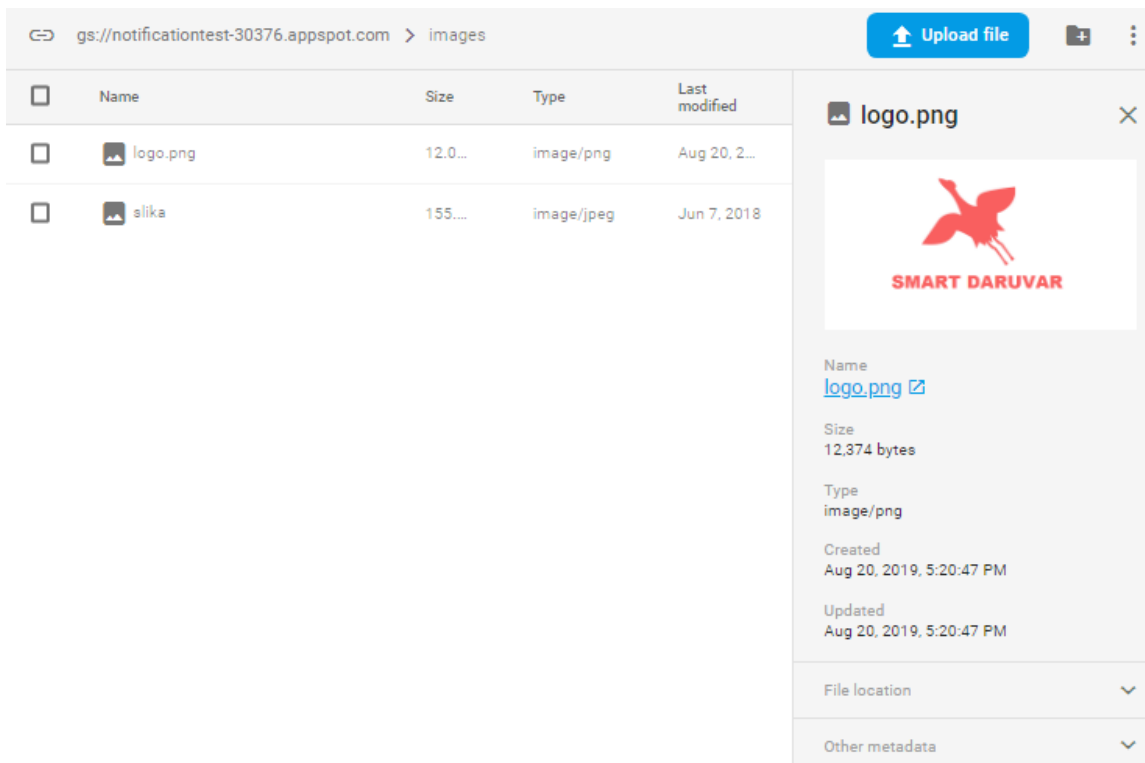 gs://notificationtest-30376.appspot.com > images
Upload file
Name Size Type Last modified
logo.png 12.0... image/png Aug 20, 2...
slika 155.... image/jpeg Jun 7, 2018
logo.png
SMART DARUVAR
Name
logo.png
Size
12,374 bytes
Type
image/png
Created
Aug 20, 2019, 5:20:47 PM
Updated
Aug 20, 2019, 5:20:47 PM
File location
Other metadata